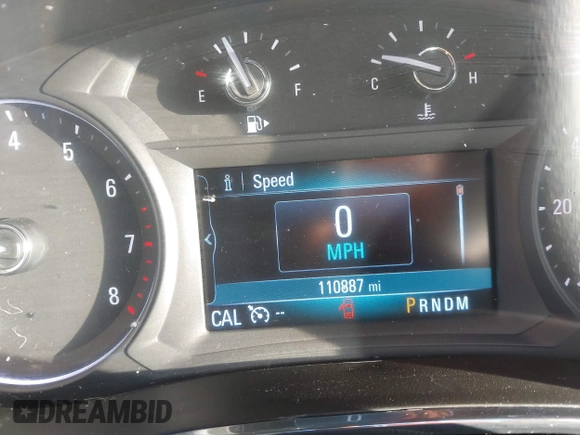 E F
C H
4
5
6
7
8
i Speed
0
MPH
110887 mi
CAL --
PRNDM
20
DREAMBID